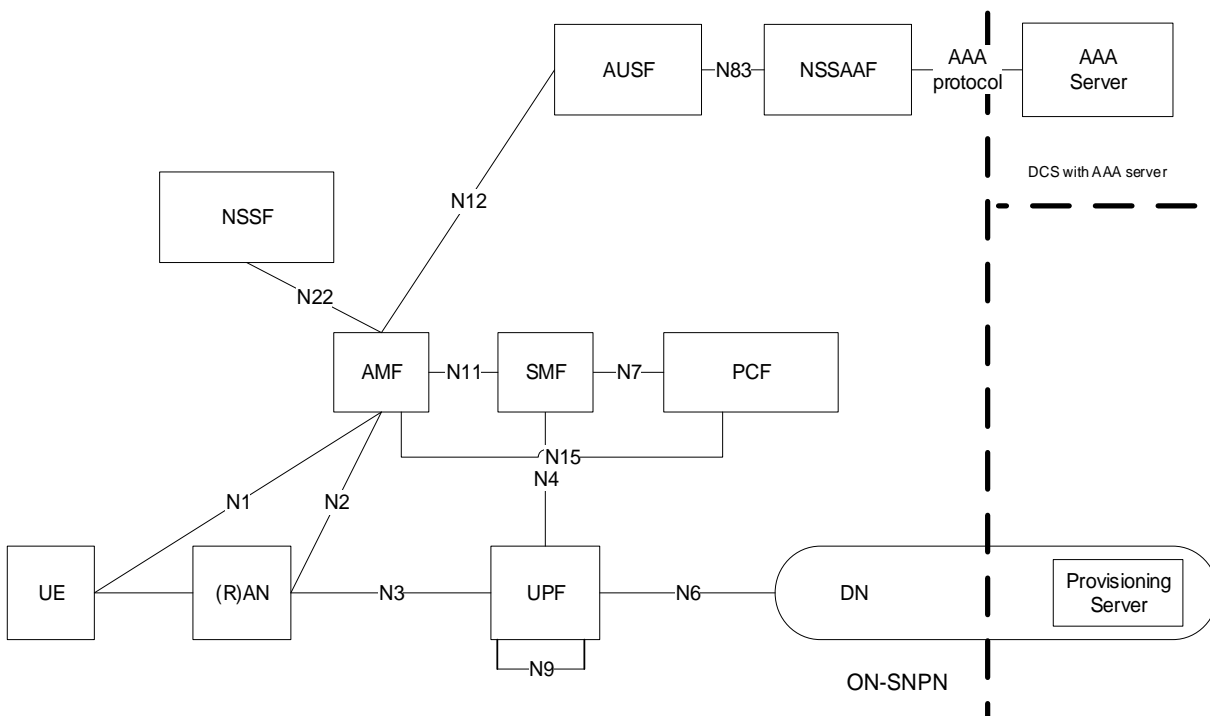 AUSF
N83
NSSAAF
AAA
protocol
AAA
Server
DCS with AAA server
N12
NSSF
N22
AMF
N11
SMF
N7
PCF
N15
N4
N1
N2
UE
(R)AN
N3
UPF
N6
DN
Provisioning
Server
N9
ON-SNPN